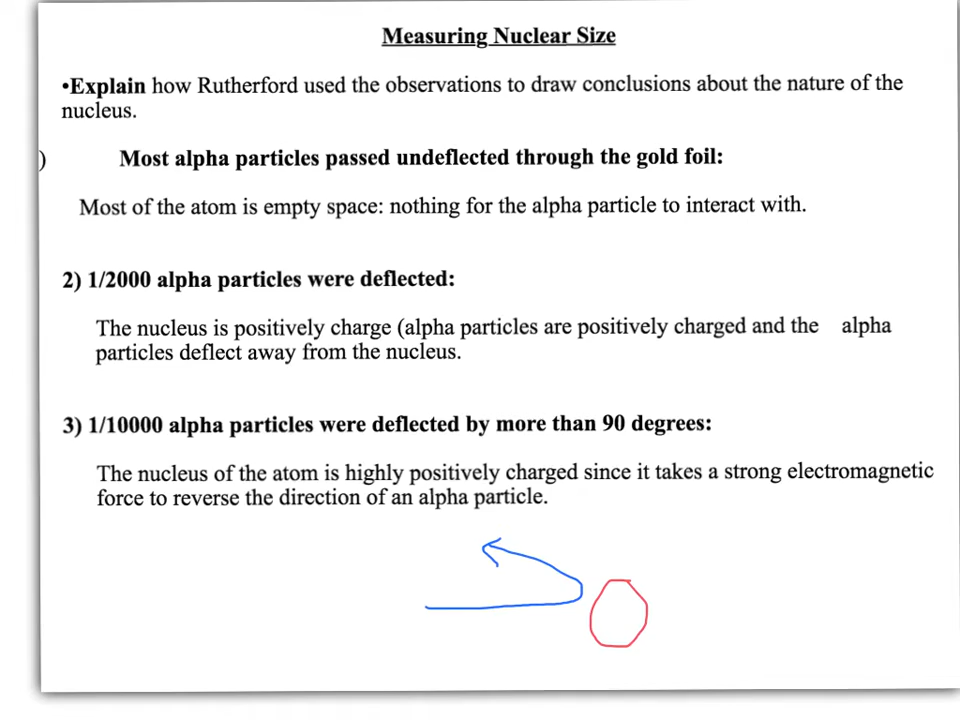 Measuring Nuclear Size
•Explain how Rutherford used the observations to draw conclusions about the nature of the
nucleus.
) Most alpha particles passed undeflected through the gold foil:
Most of the atom is empty space: nothing for the alpha particle to interact with.
2) 1/2000 alpha particles were deflected:
The nucleus is positively charge (alpha particles are positively charged and the alpha
particles deflect away from the nucleus.
3) 1/10000 alpha particles were deflected by more than 90 degrees:
The nucleus of the atom is highly positively charged since it takes a strong electromagnetic
force to reverse the direction of an alpha particle.